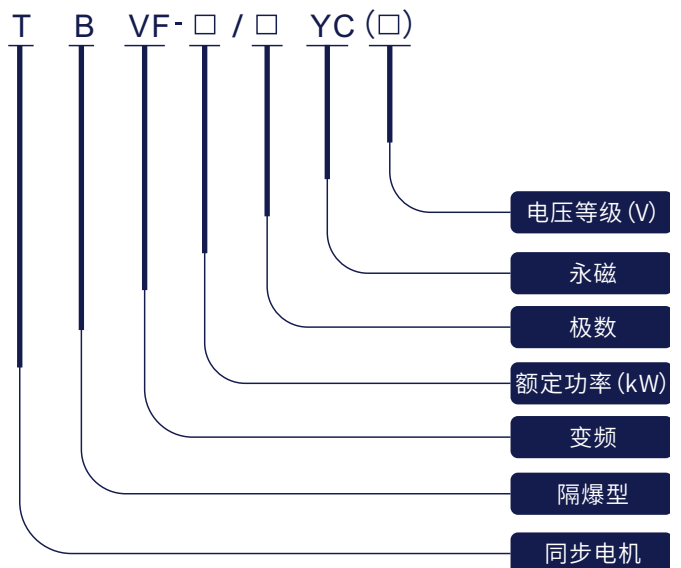 T B VF-□/□ YC(□)
电压等级(V)
永磁
极数
额定功率(kW)
变频
隔爆型
同步电机